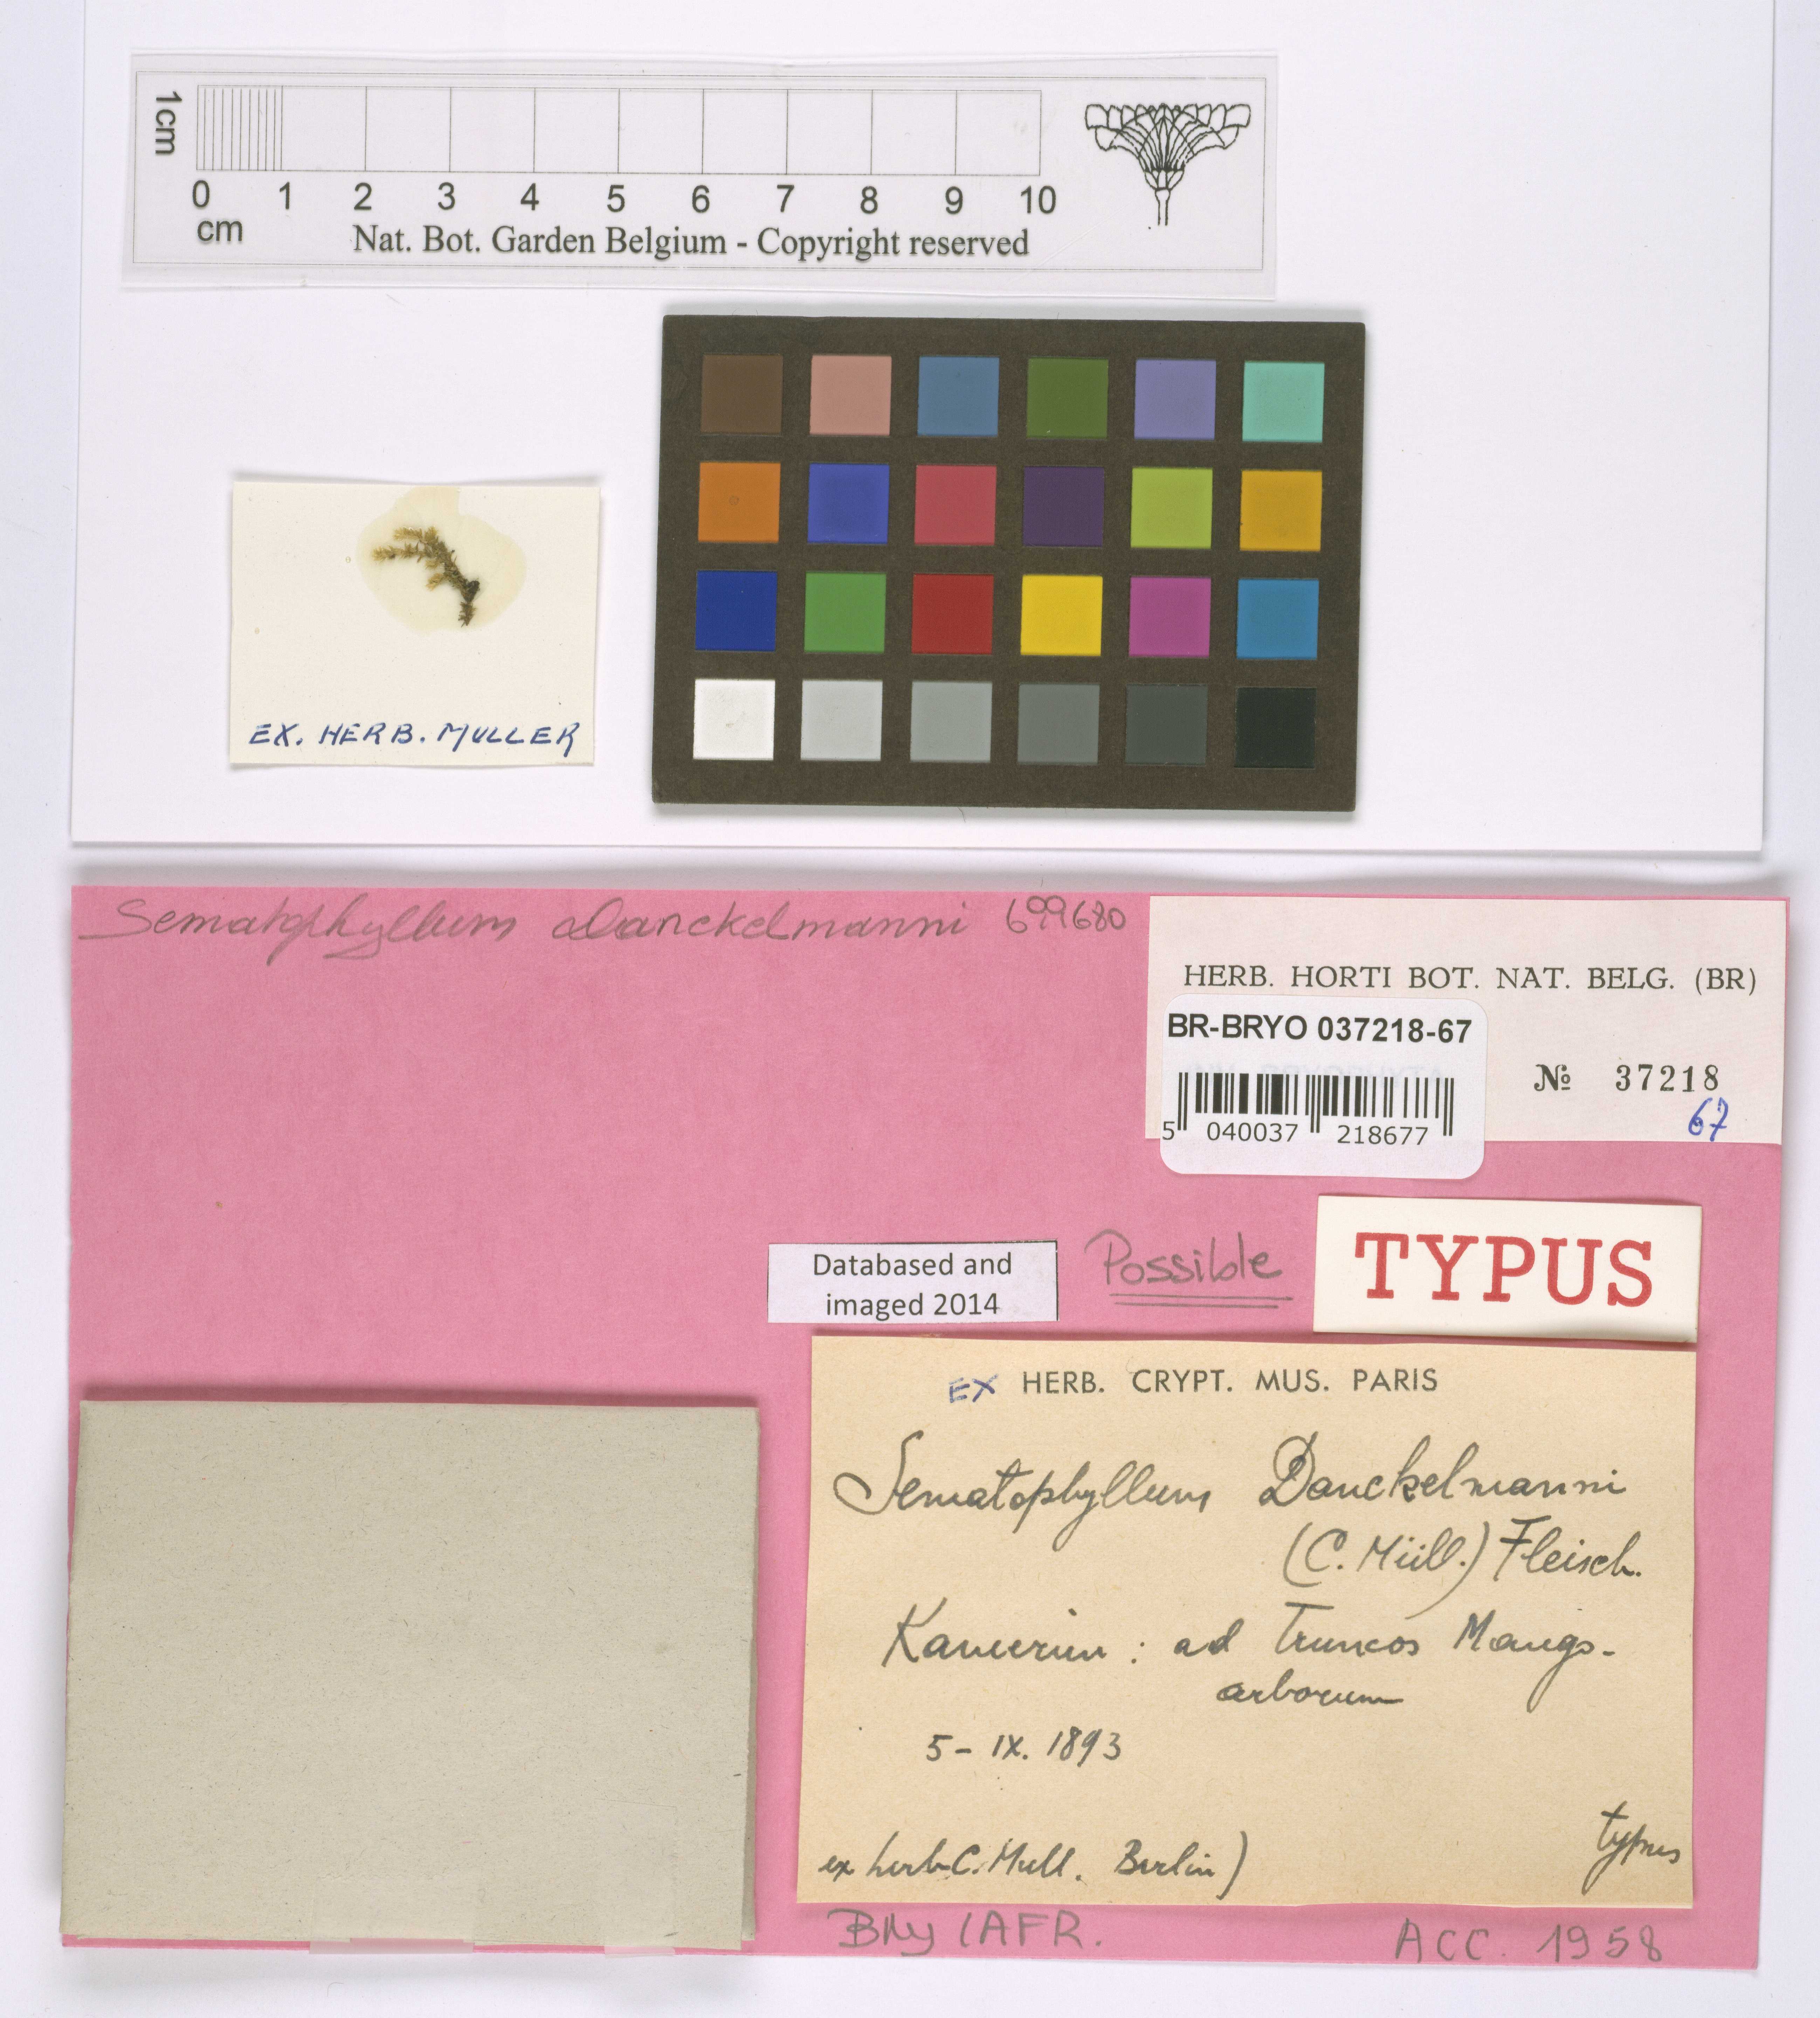 1cm
0 1 2 3 4 5 6 7 8 9 10
cm
Nat. Bot. Garden Belgium - Copyright reserved
EX. HERB. MULLER
Sematophyllum Danckelmanni 699680
HERB. HORTI BOT. NAT. BELG. (BR)
BR-BRYO 037218-67
№ 37218
67
5 040037 218677
Databased and
imaged 2014
Possible
TYPUS
EX HERB. CRYPT. MUS. PARIS
Sematophyllum Danckelmanni
(C. Müll.) Fleisch.
Kamerun : ad Truncos Mango-
arborum
5 - IX. 1893
typus
ex herb C. Mull. Berlin)
BRY / AFR.
ACC. 1958